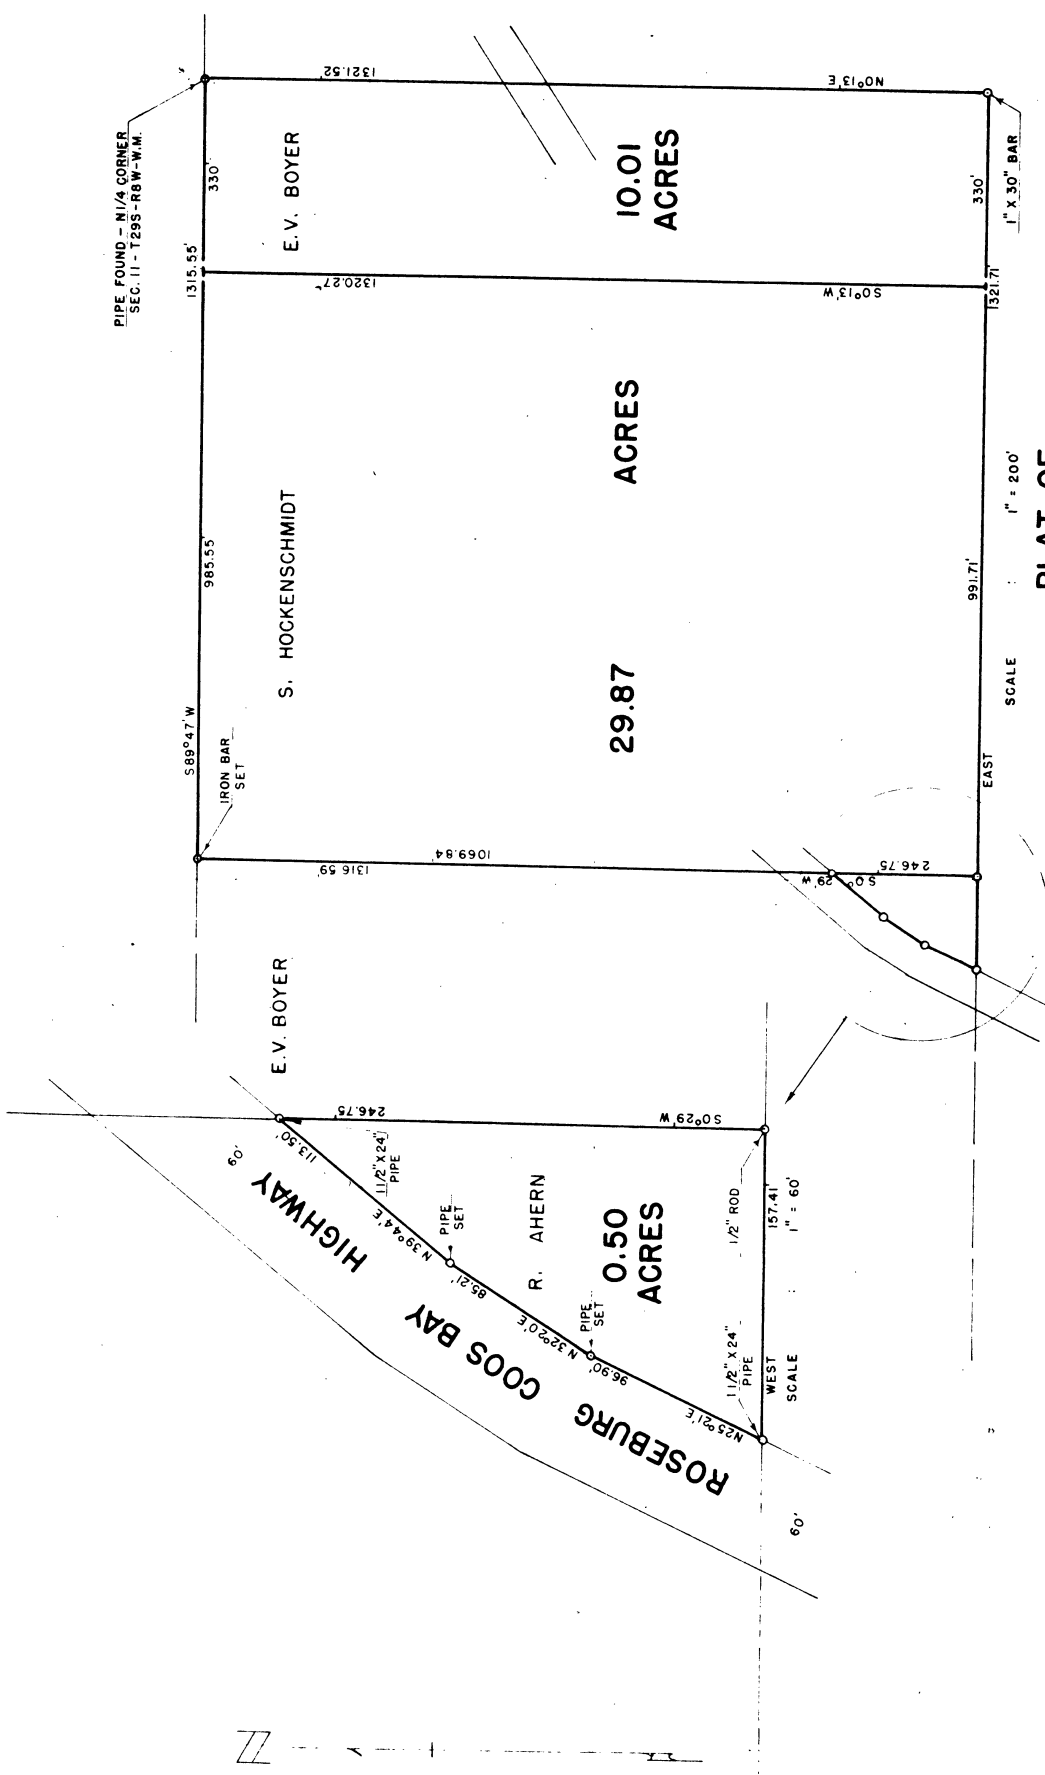 PIPE FOUND - N1/4 CORNER
SEC. 11 - T29S - R8W - W.M.
330'
1315.55'
985.55'
S89°47'W
IRON BAR
SET
1321.52'
N0°13'E
E.V. BOYER
10.01
ACRES
1320.27'
S0°13'W
330'
1" X 30" BAR
1321.71'
S. HOCKENSCHMIDT
29.87
ACRES
991.71'
EAST
SCALE : 1" = 200'
1316.59'
1069.84'
S0°29'W
246.75'
E.V. BOYER
246.75'
S0°29'W
60'
113.50'
N39°44'E
1 1/2" X 24"
PIPE
PIPE
SET
85.21'
N32°20'E
PIPE
SET
96.90'
N25°21'E
R. AHERN
0.50
ACRES
1/2" ROD
1 1/2" X 24"
PIPE
157.41'
WEST
SCALE : 1" = 60'
60'
ROSEBURG COOS BAY HIGHWAY
N